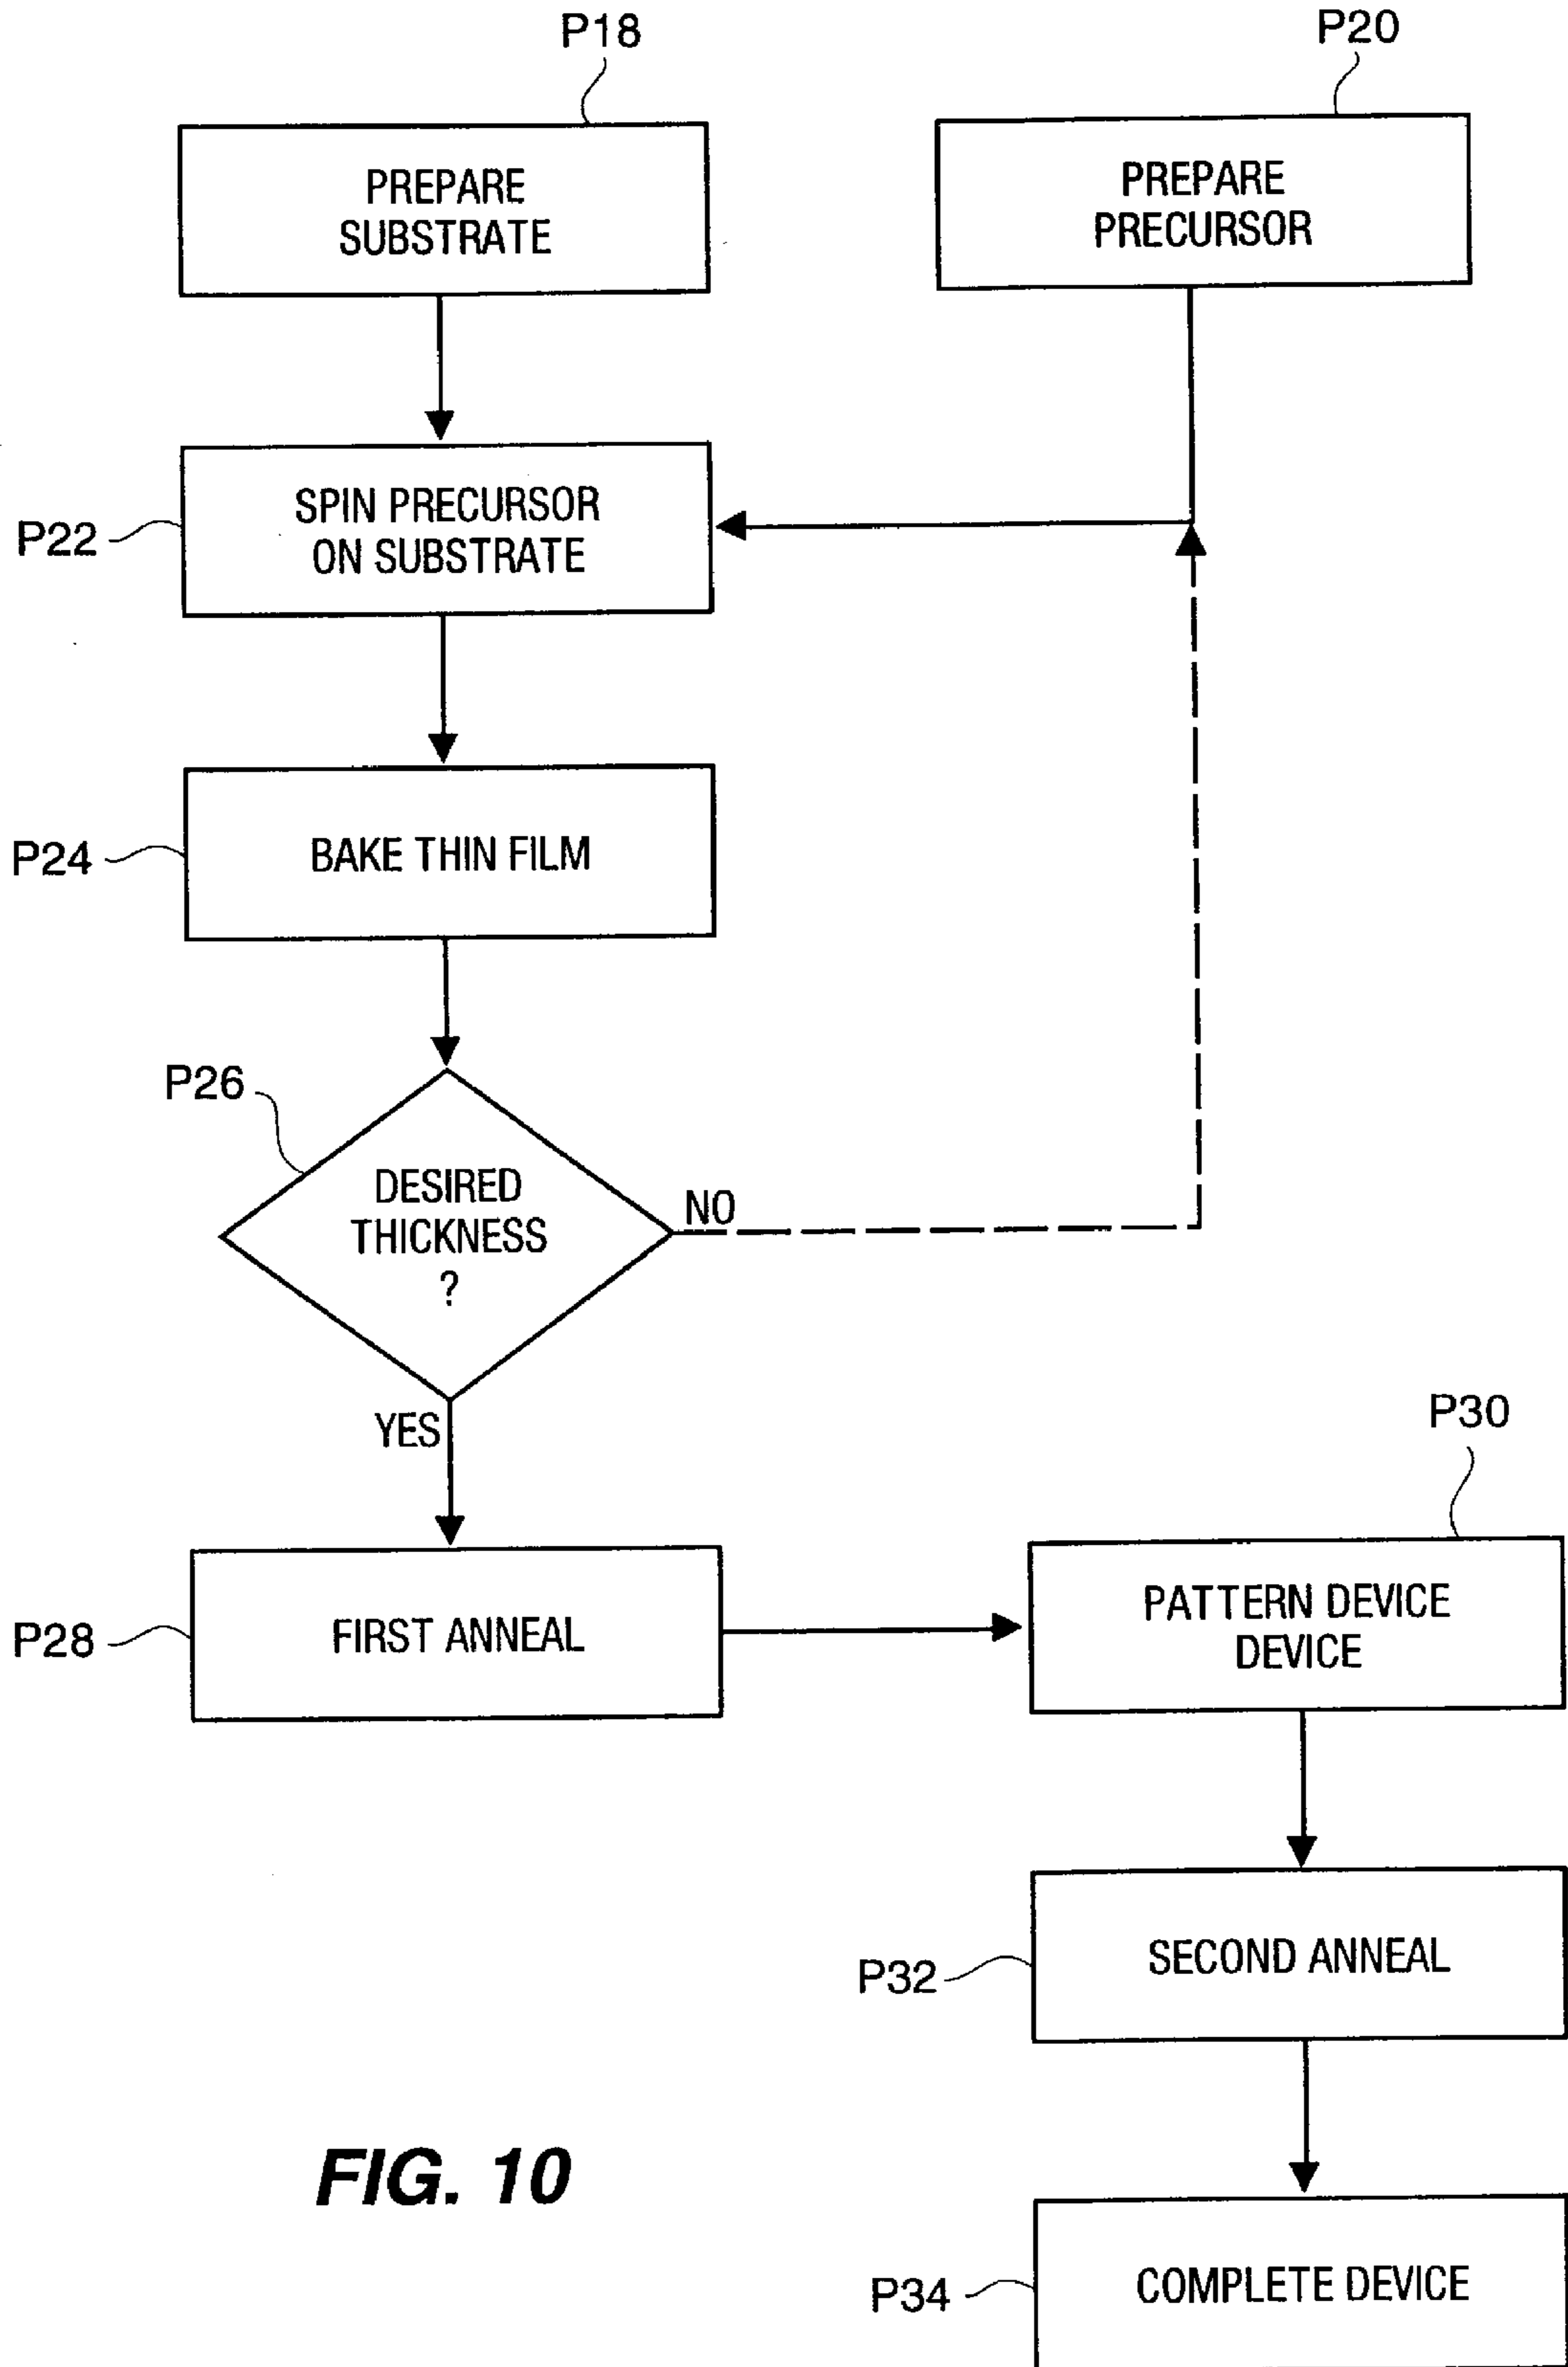 P18
P20
PREPARE
SUBSTRATE
PREPARE
PRECURSOR
P22
SPIN PRECURSOR
ON SUBSTRATE
P24
BAKE THIN FILM
P26
DESIRED
THICKNESS
?
NO
YES
P28
FIRST ANNEAL
P30
PATTERN DEVICE
DEVICE
P32
SECOND ANNEAL
P34
COMPLETE DEVICE
FIG. 10